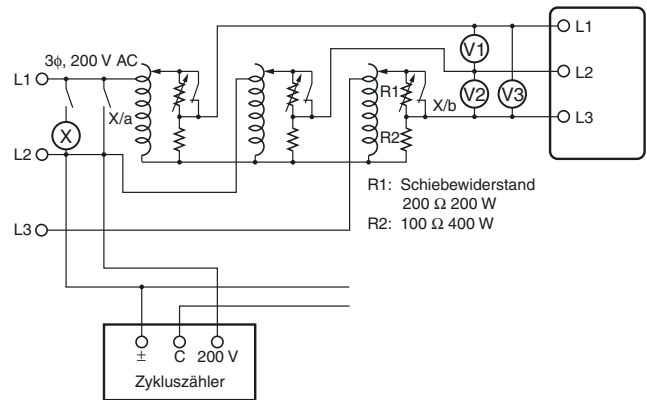 3ϕ, 200 V AC
L1
X/a
X
L2
L3
R1
R2
X/b
V1
V2
V3
L1
L2
L3
R1: Schiebewiderstand
200 Ω 200 W
R2: 100 Ω 400 W
± C 200 V
Zykluszähler